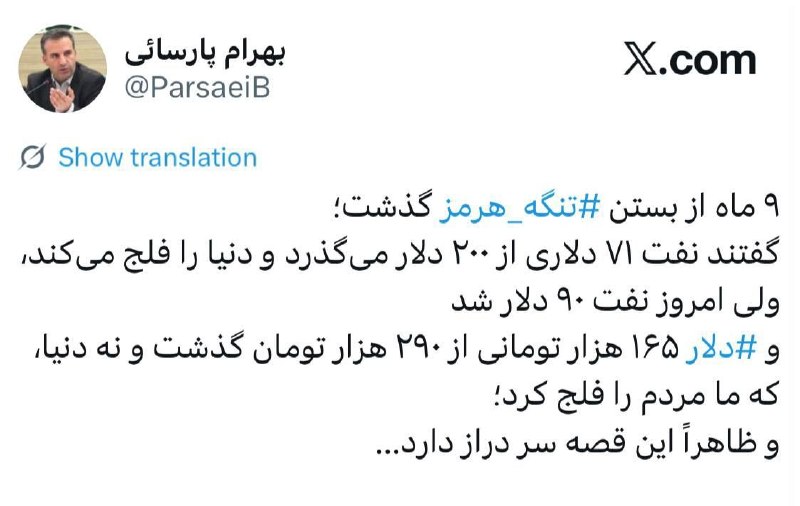 بهرام پارسائی
@ParsaeiB
X.com
Show translation
۹ ماه از بستن #تنگه_هرمز گذشت؛
گفتند نفت ۷۱ دلاری از ۲۰۰ دلار می‌گذرد و دنیا را فلج می‌کند،
ولی امروز نفت ۹۰ دلار شد
و #دلار ۱۶۵ هزار تومانی از ۲۹۰ هزار تومان گذشت و نه دنیا،
که ما مردم را فلج کرد؛
و ظاهراً این قصه سر دراز دارد...